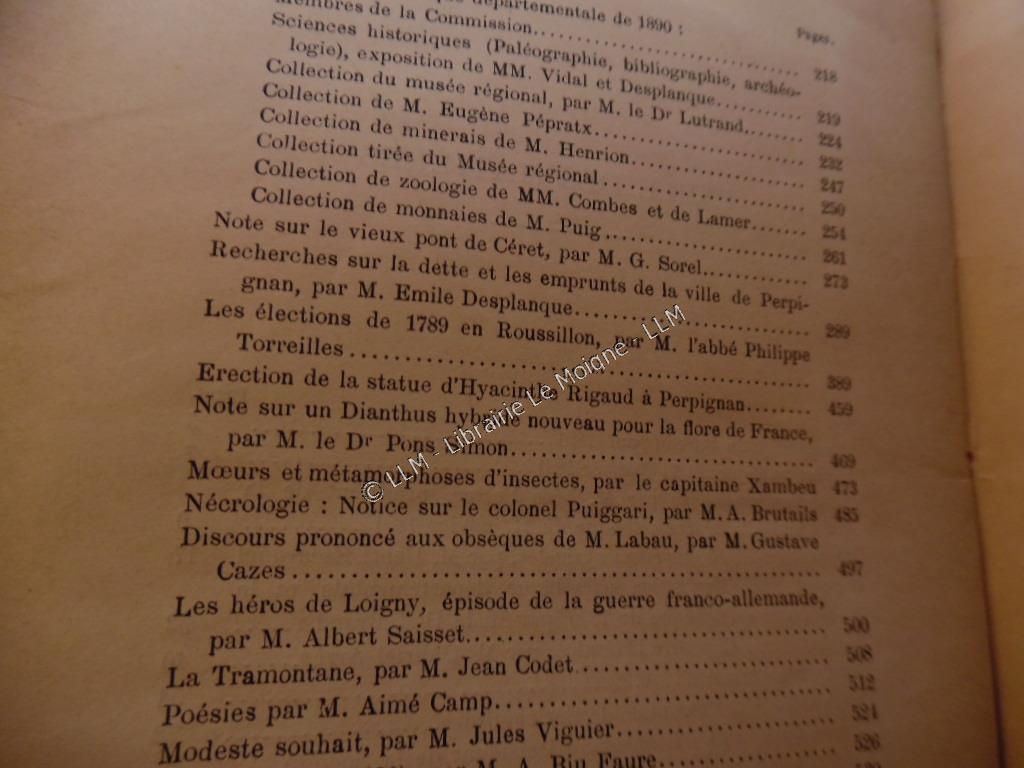 départementale de 1890 :
Pages.
Membres de la Commission........ 218
Sciences historiques (Paléographie, bibliographie, archéo-
logie), exposition de MM. Vidal et Desplanque........ 219
Collection du musée régional, par M. le Dr Lutrand........ 224
Collection de M. Eugène Pépratx........ 232
Collection de minerais de M. Henrion........ 247
Collection tirée du Musée régional........ 250
Collection de zoologie de MM. Combes et de Lamer........ 254
Collection de monnaies de M. Puig........ 261
Note sur le vieux pont de Céret, par M. G. Sorel........ 273
Recherches sur la dette et les emprunts de la ville de Perpi-
gnan, par M. Emile Desplanque........ 289
Les élections de 1789 en Roussillon, par M. l'abbé Philippe
Torreilles........ 389
Erection de la statue d'Hyacinthe Rigaud à Perpignan........ 459
Note sur un Dianthus hybride nouveau pour la flore de France,
par M. le Dr Pons Simon........ 469
Mœurs et métamorphoses d'insectes, par le capitaine Xambeu 473
Nécrologie : Notice sur le colonel Puiggari, par M. A. Brutails 485
Discours prononcé aux obsèques de M. Labau, par M. Gustave
Cazes........ 497
Les héros de Loigny, épisode de la guerre franco-allemande,
par M. Albert Saisset........ 500
La Tramontane, par M. Jean Codet........ 508
Poésies par M. Aimé Camp........ 512
Modeste souhait, par M. Jules Viguier........ 524
M. A. Riu Faure........ 526
© LLM - Librairie Le Moigne - LLM